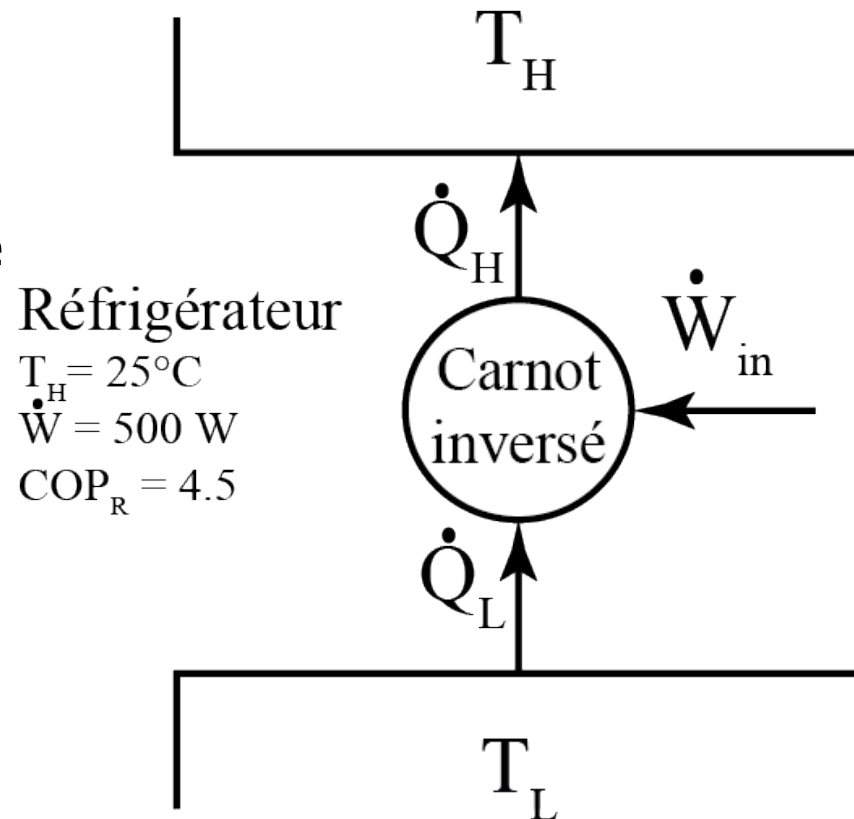 T_H
Q̇_H
e
Réfrigérateur
T_H = 25°C
Ẇ = 500 W
COP_R = 4.5
Ẇ_in
Carnot
inversé
Q̇_L
T_L